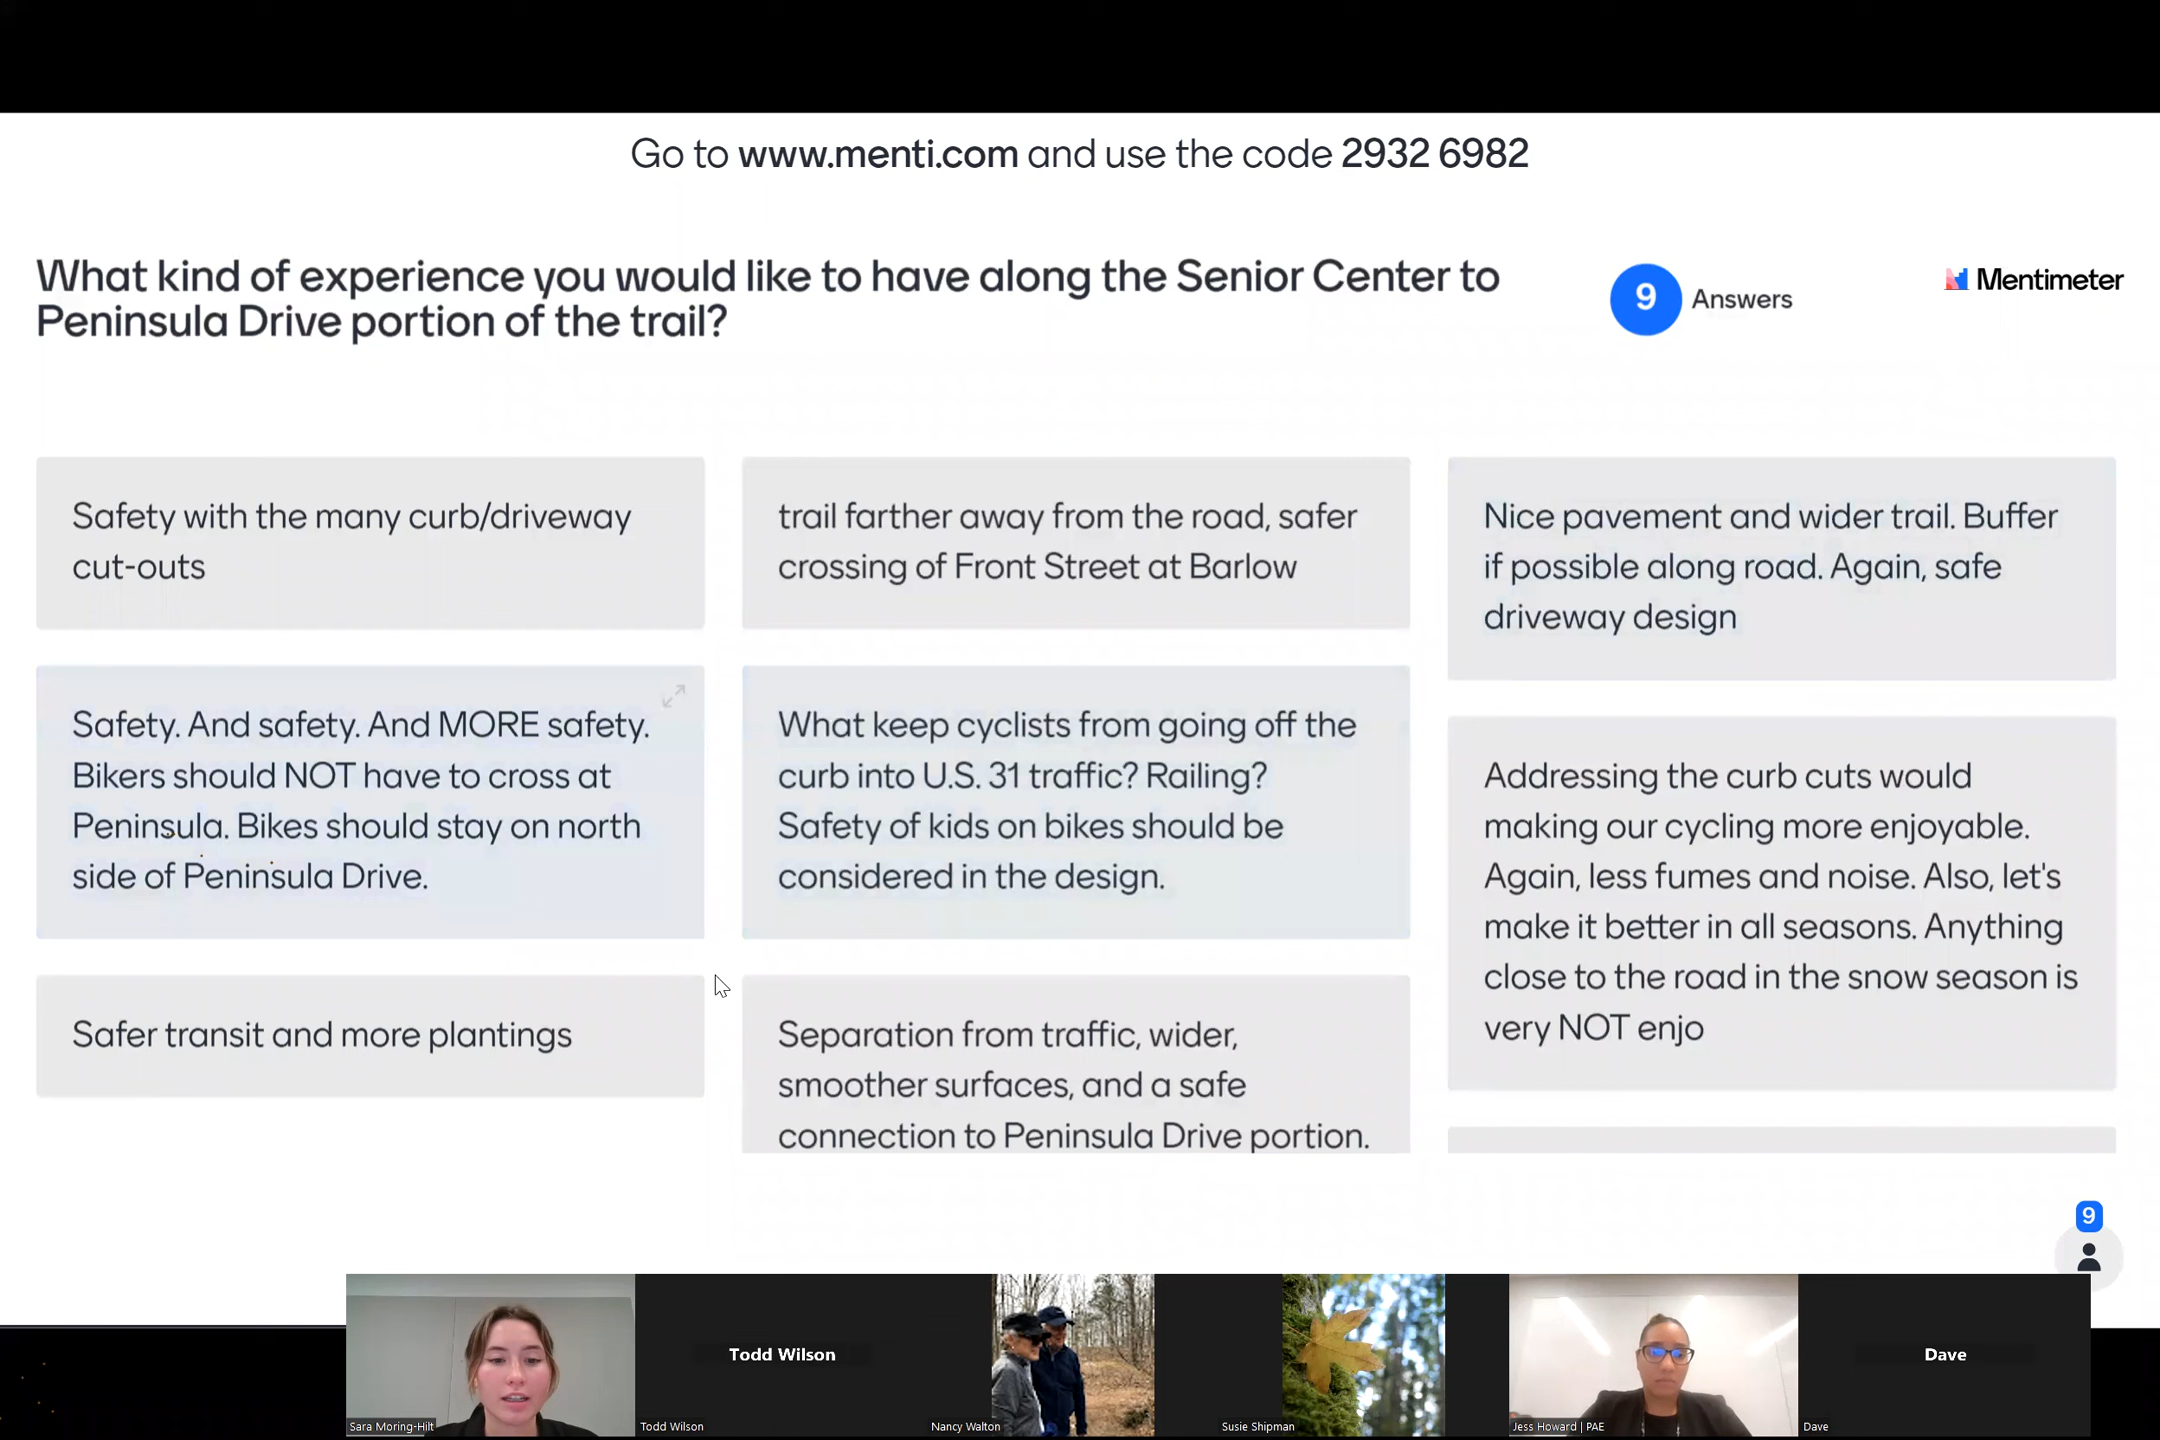 Go to www.menti.com and use the code 2932 6982
What kind of experience you would like to have along the Senior Center to
Peninsula Drive portion of the trail?
9 Answers
Mentimeter
Safety with the many curb/driveway
cut-outs
trail farther away from the road, safer
crossing of Front Street at Barlow
Nice pavement and wider trail. Buffer
if possible along road. Again, safe
driveway design
Safety. And safety. And MORE safety.
Bikers should NOT have to cross at
Peninsula. Bikes should stay on north
side of Peninsula Drive.
What keep cyclists from going off the
curb into U.S. 31 traffic? Railing?
Safety of kids on bikes should be
considered in the design.
Addressing the curb cuts would
making our cycling more enjoyable.
Again, less fumes and noise. Also, let's
make it better in all seasons. Anything
close to the road in the snow season is
very NOT enjo
Safer transit and more plantings
Separation from traffic, wider,
smoother surfaces, and a safe
connection to Peninsula Drive portion.
9
Sara Moring-Hilt
Todd Wilson
Todd Wilson
Nancy Walton
Susie Shipman
Jess Howard | PAE
Dave
Dave